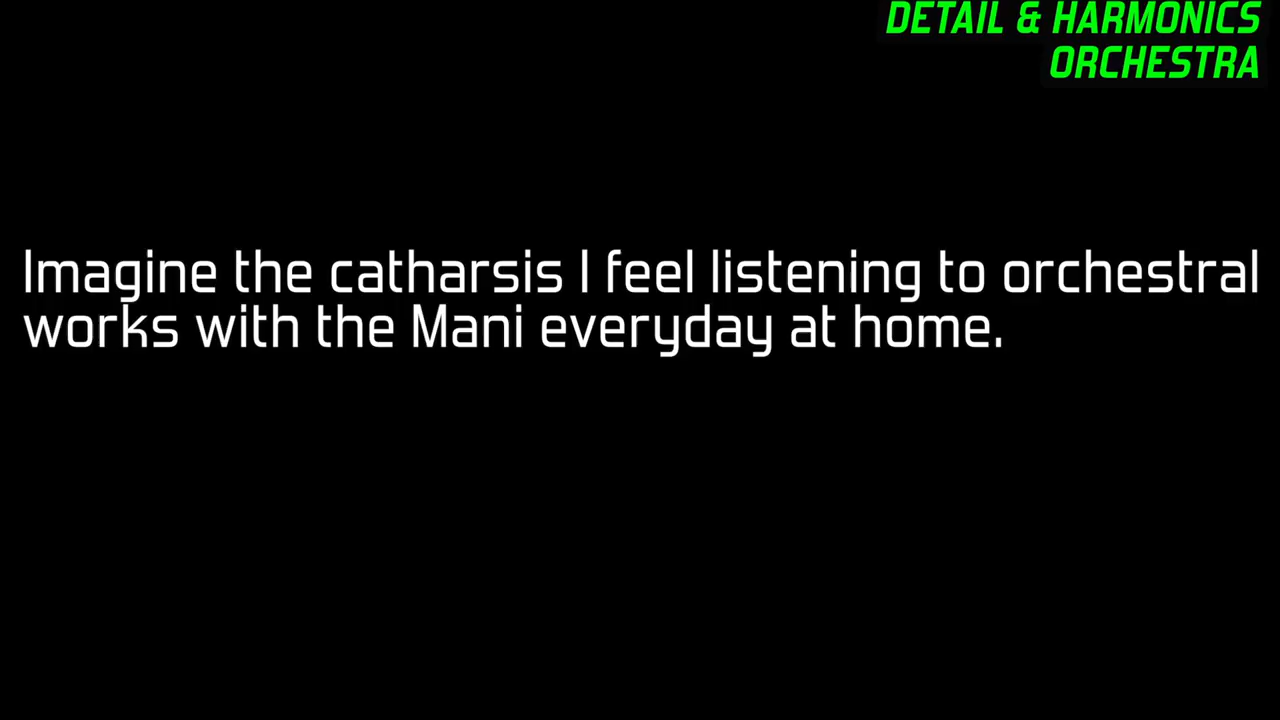 DETAIL & HARMONICS
ORCHESTRA
Imagine the catharsis I feel listening to orchestral
works with the Mani everyday at home.